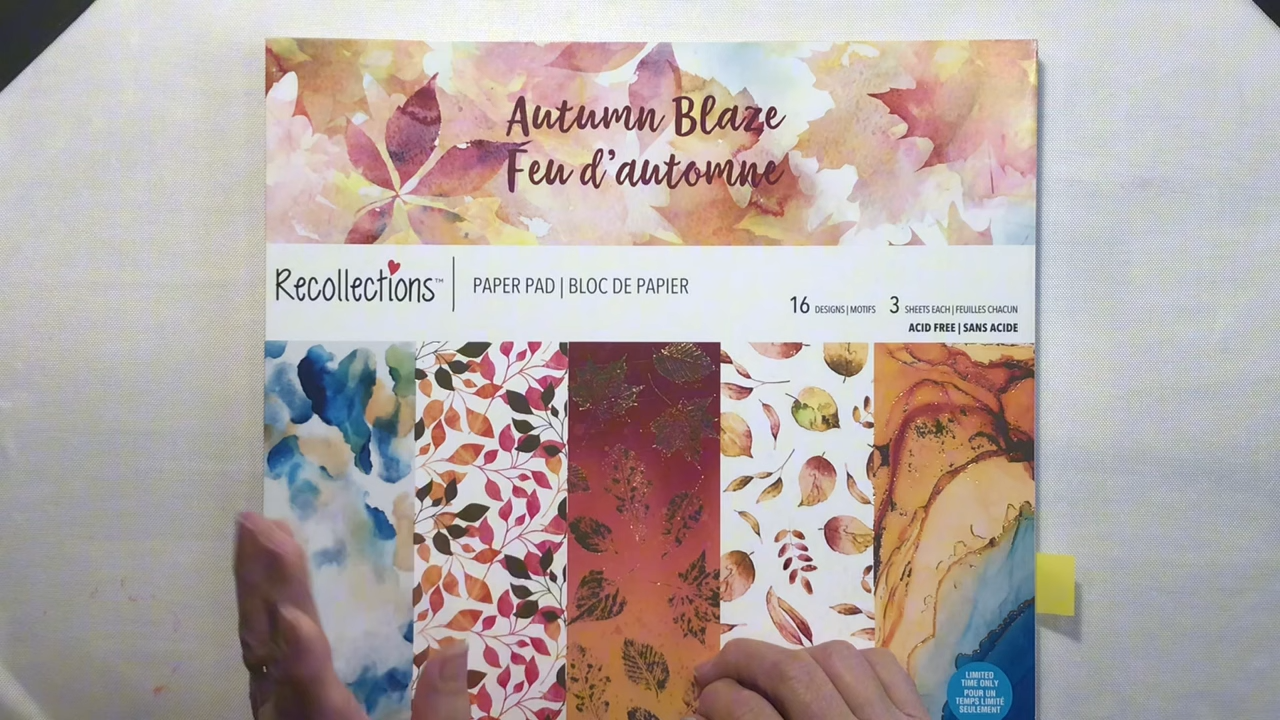 Autumn Blaze
Feu d'automne
Recollections™ | PAPER PAD | BLOC DE PAPIER
16 DESIGNS | MOTIFS 3 SHEETS EACH | FEUILLES CHACUN
ACID FREE | SANS ACIDE
LIMITED
TIME ONLY
POUR UN
TEMPS LIMITÉ
SEULEMENT